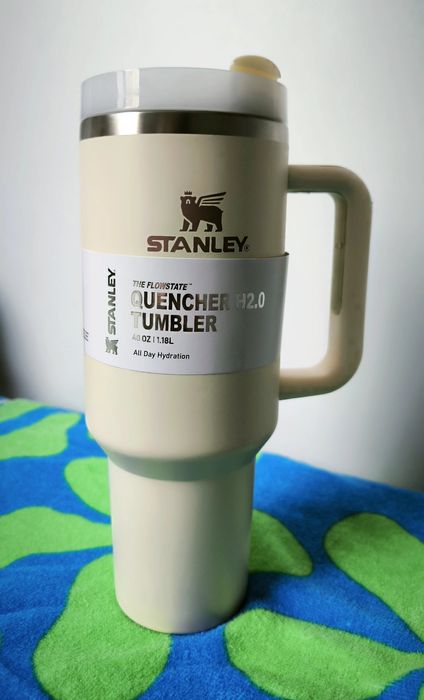 STANLEY®
STANLEY.
THE FLOWSTATE™
QUENCHER H2.0
TUMBLER
40 OZ | 1.18L
All Day Hydration